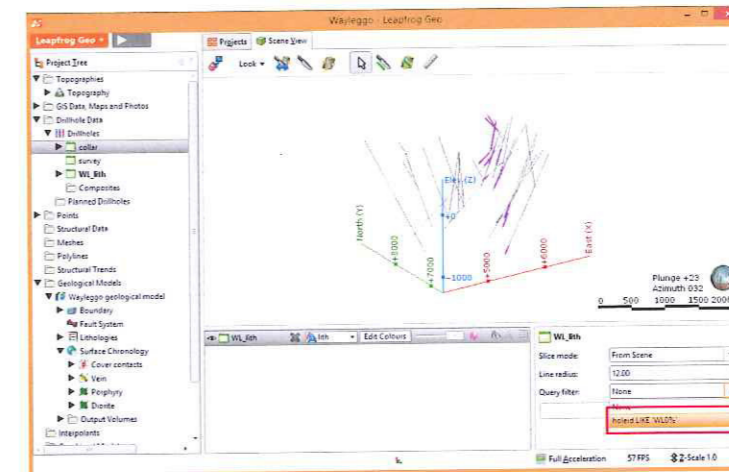 Wayleggo - Leapfrog Geo
Leapfrog Geo
Projects Scene View
Project Tree
Look
Topographies
Topography
GIS Data, Maps and Photos
Drillhole Data
Drillholes
collar
survey
WL_lith
Composites
Planned Drillholes
Points
Structural Data
Meshes
Polylines
Structural Trends
Geological Models
Wayleggo geological model
Boundary
Fault System
Lithologies
Surface Chronology
Cover contacts
Vein
Porphyry
Diorite
Output Volumes
Interpolants
Elev (Z)
+0
-1000
North (Y)
+8000
+7000
East (X)
+5000
+6000
Plunge +23
Azimuth 032
0 500 1000 1500 2000
WL_lith lith Edit Colours
WL_lith
Slice mode: From Scene
Line radius: 12.00
Query filter: None
None
holeid LIKE 'WL0%'
Full Acceleration 57 FPS Z-Scale 1.0